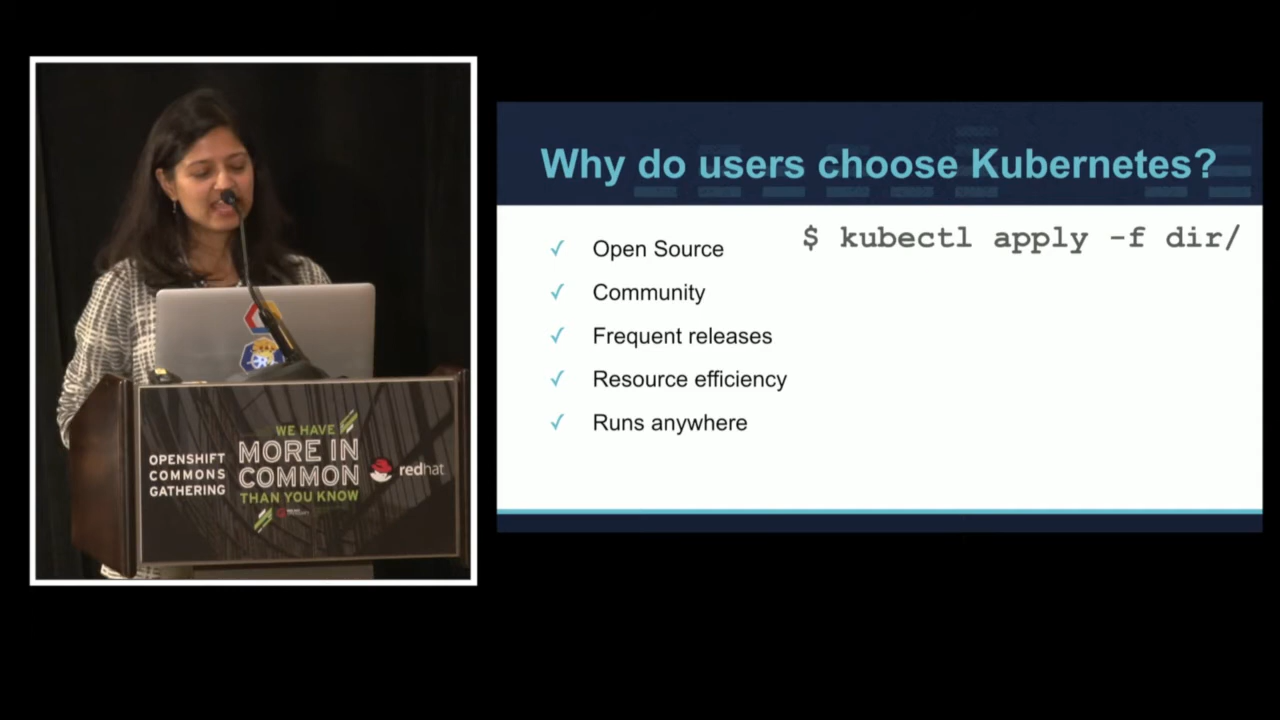 Why do users choose Kubernetes?
$ kubectl apply -f dir/
✓ Open Source
✓ Community
✓ Frequent releases
✓ Resource efficiency
✓ Runs anywhere
OPENSHIFT
COMMONS
GATHERING
WE HAVE
MORE IN
COMMON
THAN YOU KNOW
redhat